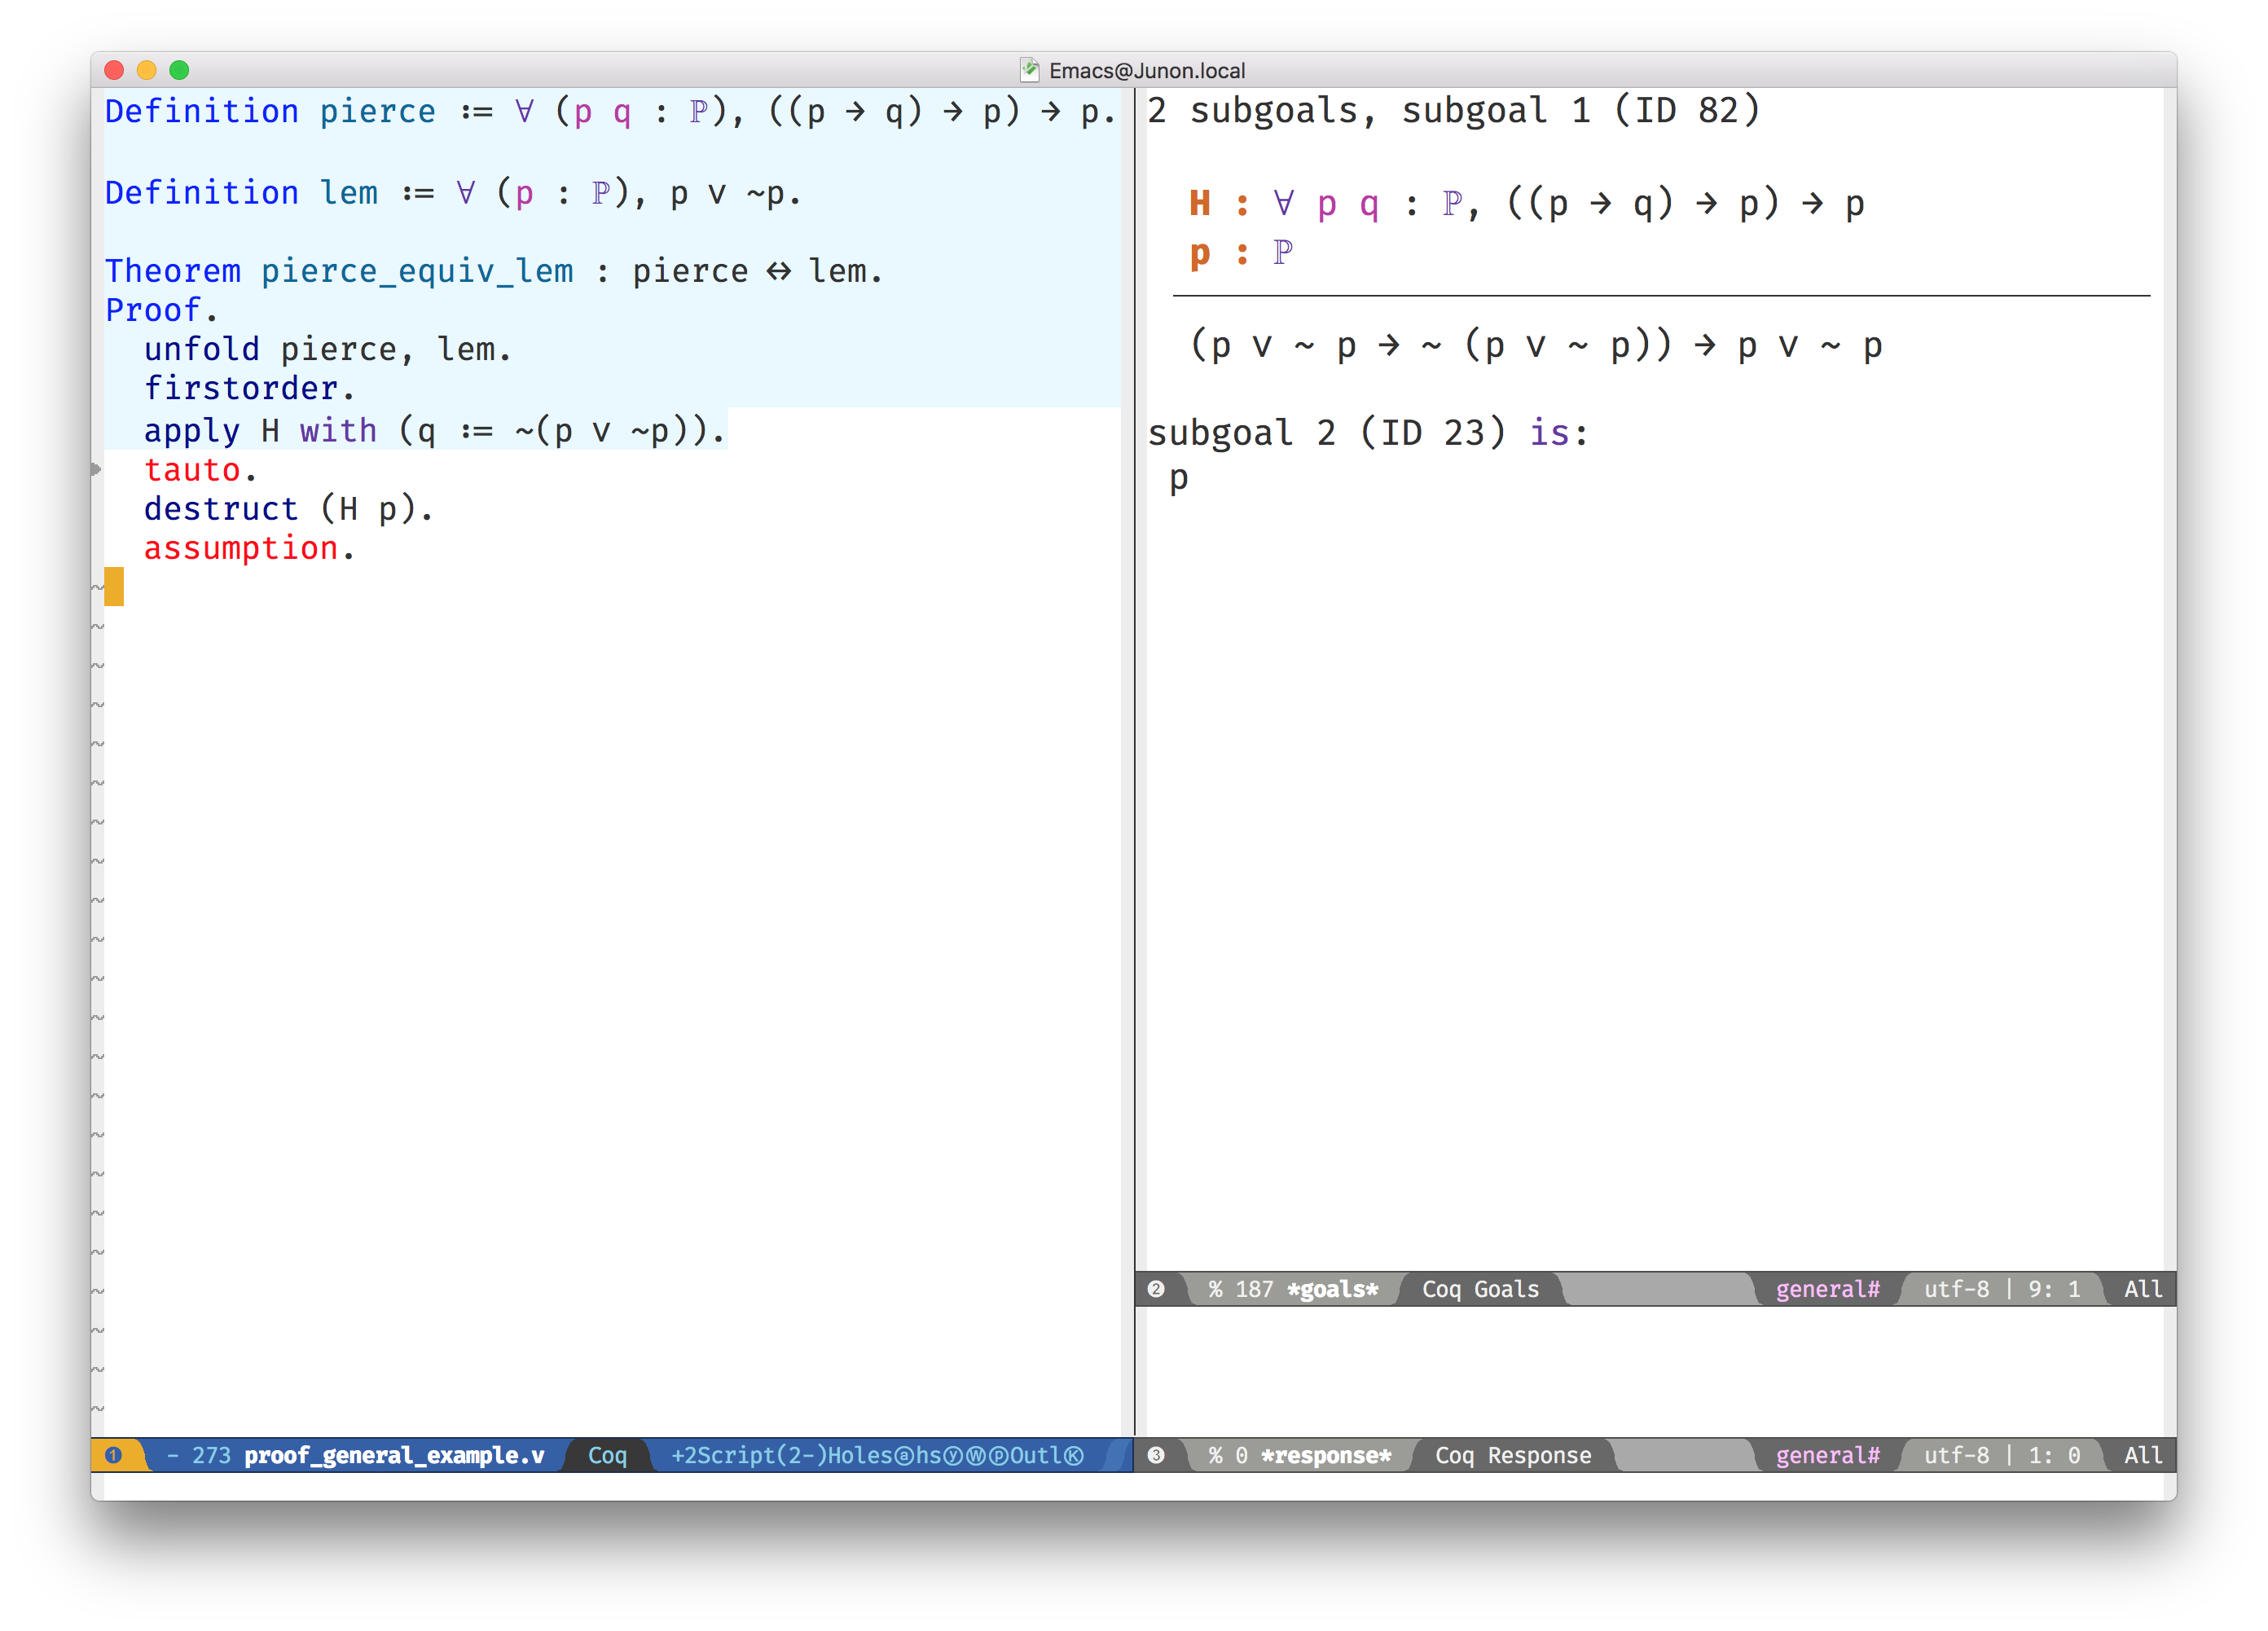 Emacs@Junon.local
Definition pierce := ∀ (p q : ℙ), ((p → q) → p) → p.
Definition lem := ∀ (p : ℙ), p ∨ ~p.
Theorem pierce_equiv_lem : pierce ↔ lem.
Proof.
unfold pierce, lem.
firstorder.
apply H with (q := ~(p ∨ ~p)).
tauto.
destruct (H p).
assumption.
❶ - 273 proof_general_example.v Coq +2Script(2-)HolesⓐhsⓨⓌⓟOutlⓀ
2 subgoals, subgoal 1 (ID 82)
H : ∀ p q : ℙ, ((p → q) → p) → p
p : ℙ
(p ∨ ~ p → ~ (p ∨ ~ p)) → p ∨ ~ p
subgoal 2 (ID 23) is:
p
❷ % 187 *goals* Coq Goals general# utf-8 | 9: 1 All
❸ % 0 *response* Coq Response general# utf-8 | 1: 0 All